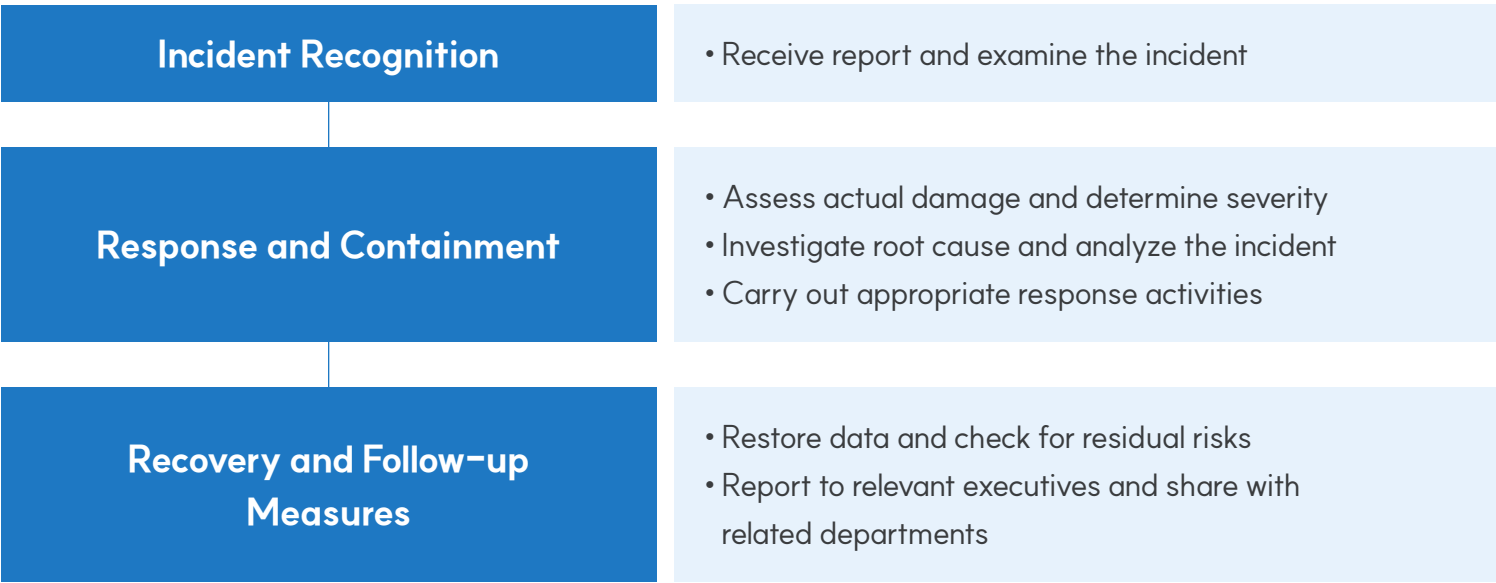 Incident Recognition
• Receive report and examine the incident
Response and Containment
• Assess actual damage and determine severity
• Investigate root cause and analyze the incident
• Carry out appropriate response activities
Recovery and Follow-up
Measures
• Restore data and check for residual risks
• Report to relevant executives and share with
related departments